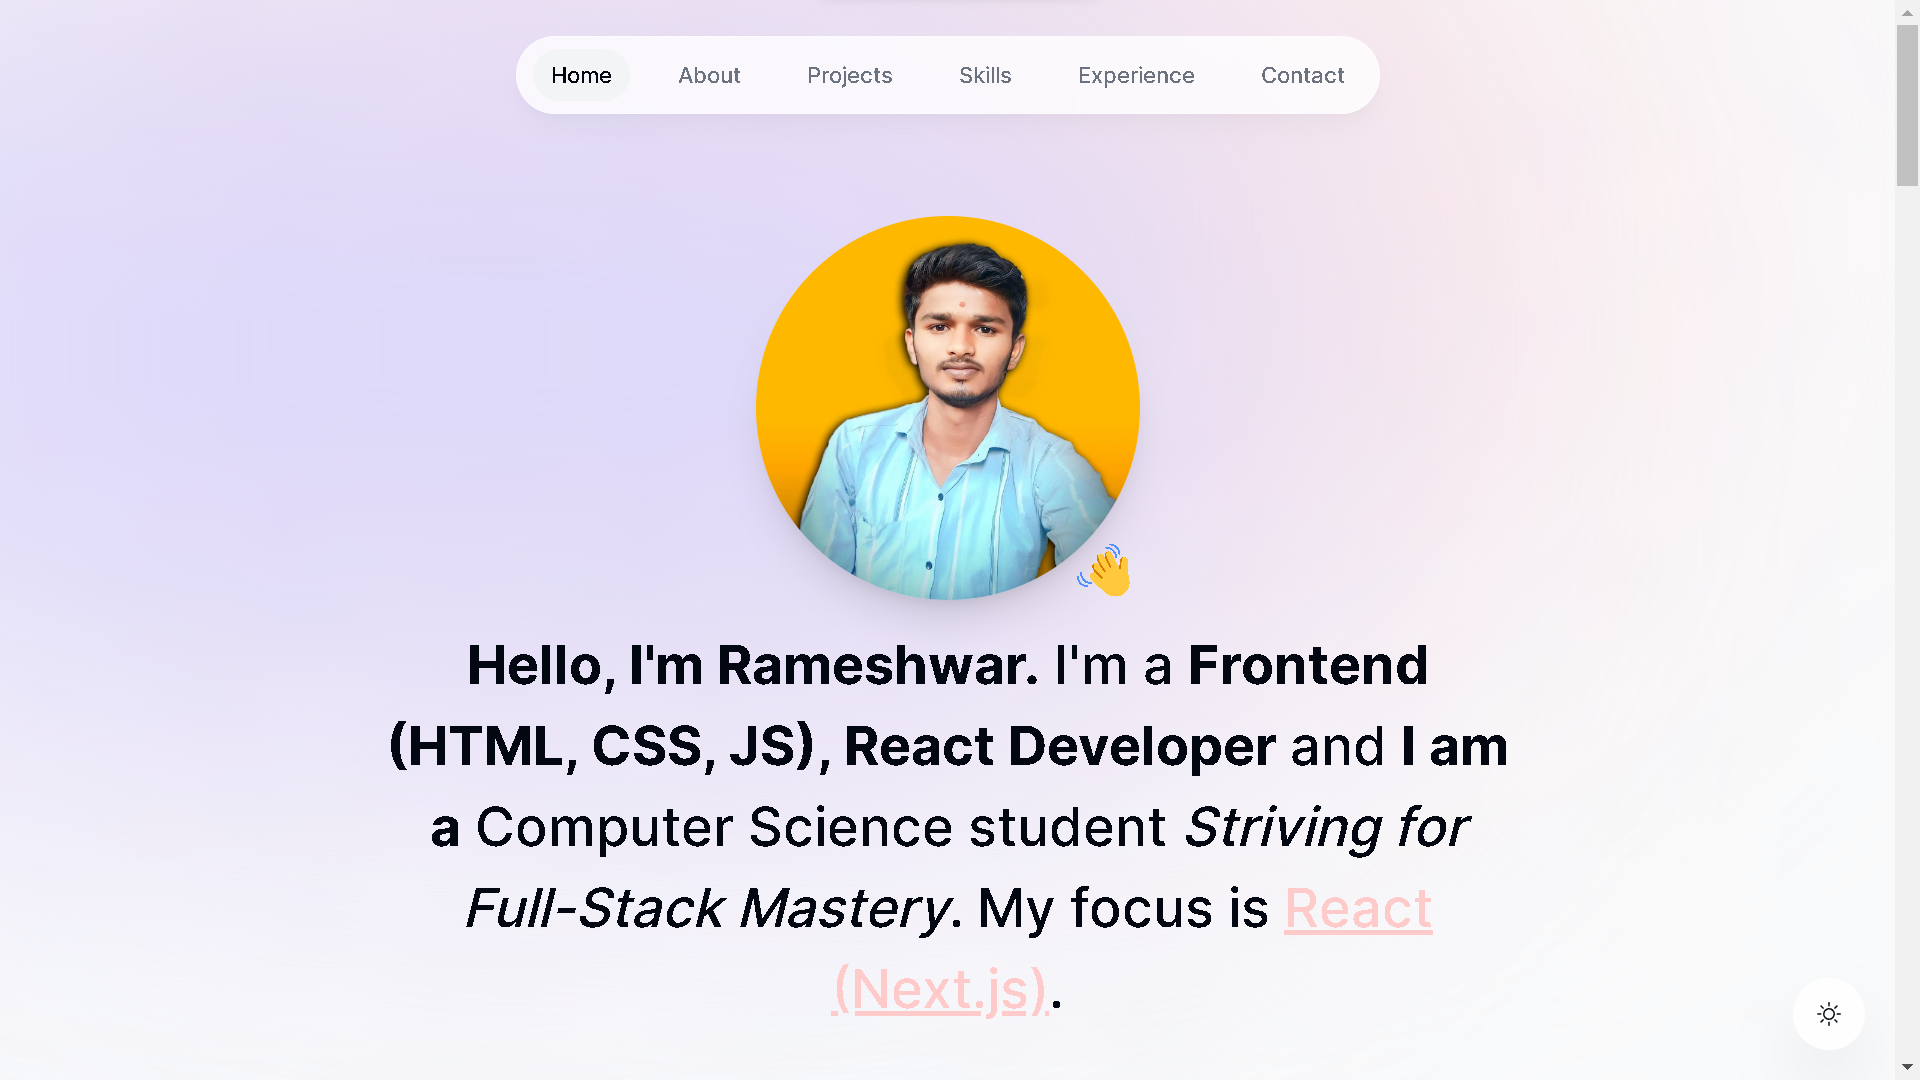 Home About Projects Skills Experience Contact
Hello, I'm Rameshwar. I'm a Frontend
(HTML, CSS, JS), React Developer and I am
a Computer Science student Striving for
Full-Stack Mastery. My focus is React
(Next.js).